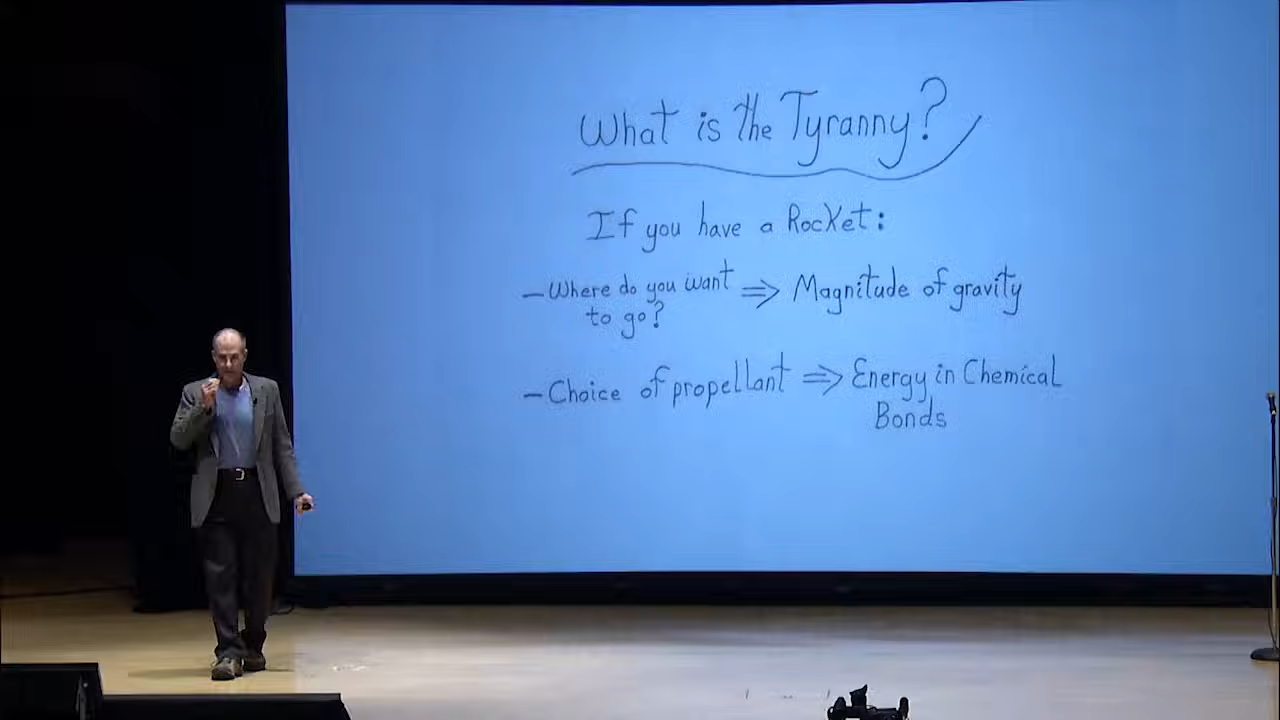 What is the Tyranny?
If you have a Rocket:
- Where do you want ⇒ Magnitude of gravity
to go?
- Choice of propellant ⇒ Energy in Chemical
Bonds